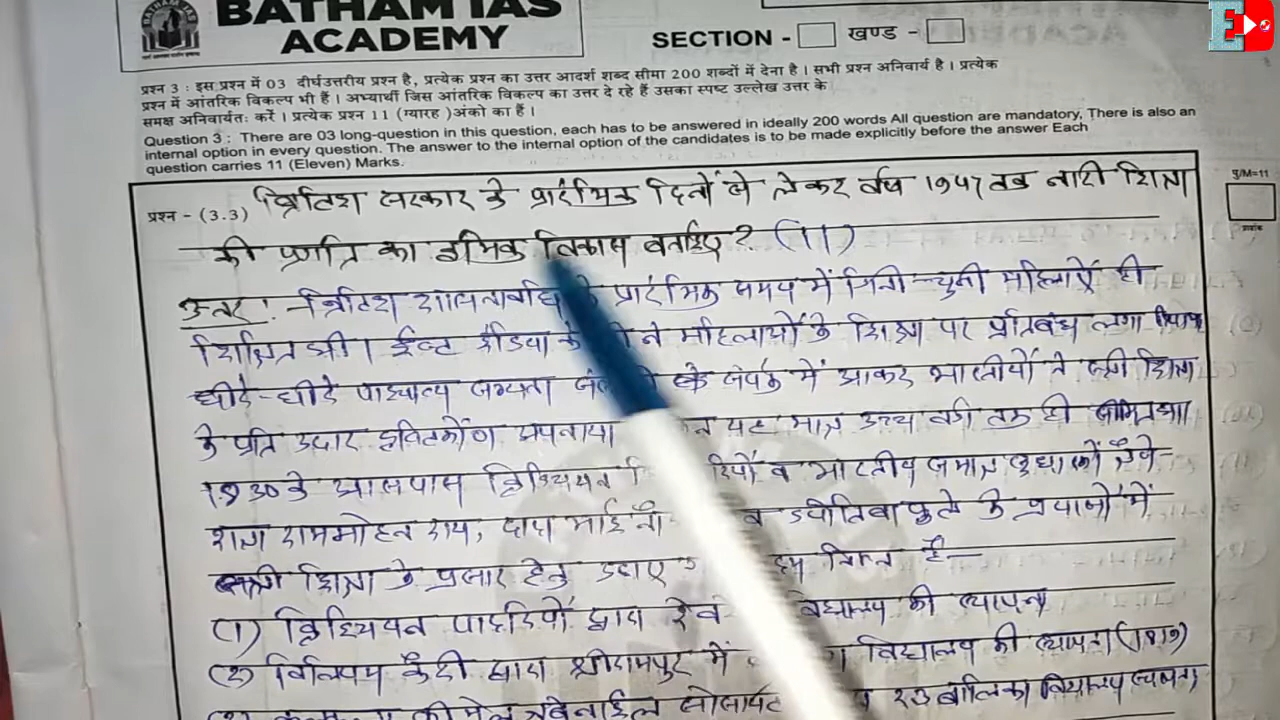 BATHAM IAS
ACADEMY
SECTION - खण्ड -
प्रश्न 3 : इस प्रश्न में 03 दीर्घउत्तरीय प्रश्न है, प्रत्येक प्रश्न का उत्तर आदर्श शब्द सीमा 200 शब्दों में देना है । सभी प्रश्न अनिवार्य है । प्रत्येक
प्रश्न में आंतरिक विकल्प भी हैं । अभ्यार्थी जिस आंतरिक विकल्प का उत्तर दे रहे हैं उसका स्पष्ट उल्लेख उत्तर के
समक्ष अनिवार्यतः करें । प्रत्येक प्रश्न 11 (ग्यारह )अंको का हैं ।
Question 3 : There are 03 long-question in this question, each has to be answered in ideally 200 words All question are mandatory, There is also an
internal option in every question. The answer to the internal option of the candidates is to be made explicitly before the answer Each
question carries 11 (Eleven) Marks.
पू/M=11
प्रश्न - (3.3) ब्रिटिश सरकार के प्रारंभिक दिनों से लेकर वर्ष 1947 तक नारी शिक्षा
की प्रगति का क्रमिक विकास बताइए ? (11)
उत्तर :- ब्रिटिश शासनावधि के प्रारंभिक समय में गिनी-चुनी महिलाऐं ही
शिक्षित थी । ईस्ट इंडिया ने महिलाओं के शिक्षा पर प्रतिबंध लगा
धीरे-धीरे पाश्चात्य सभ्यता के संपर्क में आकर भारतीयों ने स्त्री शिक्षा
के प्रति उदार दृष्टिकोण अपनाया यह मात्र उच्च वर्ग तक ही सीमित था
1930 के आसपास क्रिश्चियन व भारतीय समाज सुधारकों जैसे-
राजा राममोहन राय, दादा भाई व ज्योतिबा फुले के प्रयासों में
स्त्री शिक्षा के प्रसार हेतु उठाए निम्न है-
(1) क्रिश्चियन पादरियों द्वारा विद्यालय की स्थापना
(2) विलियम कैरी द्वारा श्रीरामपुर में विद्यालय की स्थापना (1819)
सोसायटी 23 बालिका विद्यालय स्थापना